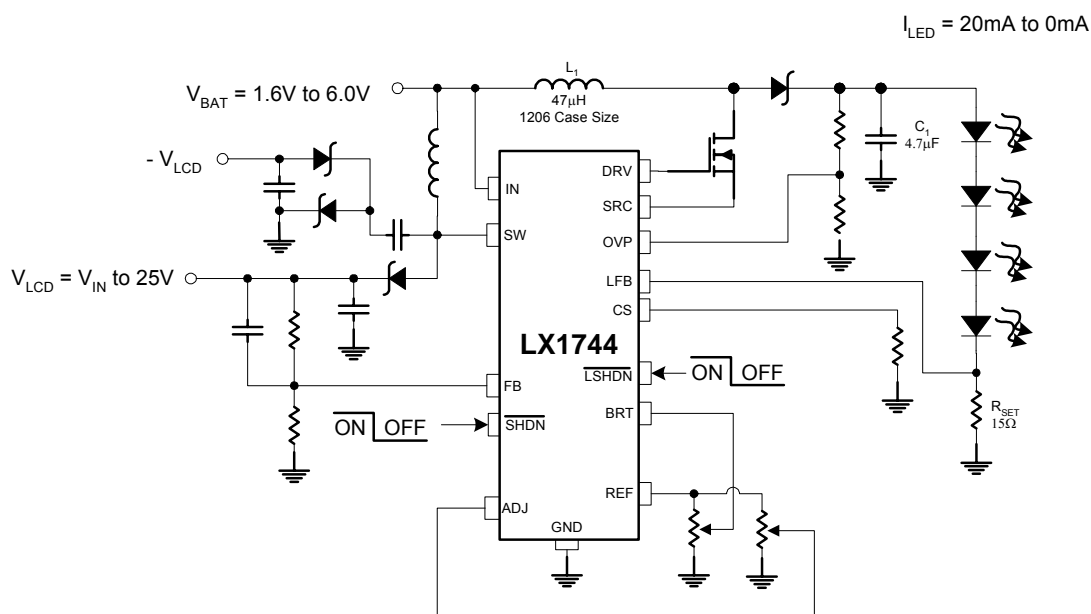 I_LED = 20mA to 0mA
L_1
47µH
1206 Case Size
V_BAT = 1.6V to 6.0V
C_1
4.7µF
- V_LCD
DRV
IN
SRC
SW
OVP
V_LCD = V_IN to 25V
LFB
CS
LX1744
LSHDN
ON OFF
FB
BRT
R_SET
15Ω
ON OFF
SHDN
REF
ADJ
GND